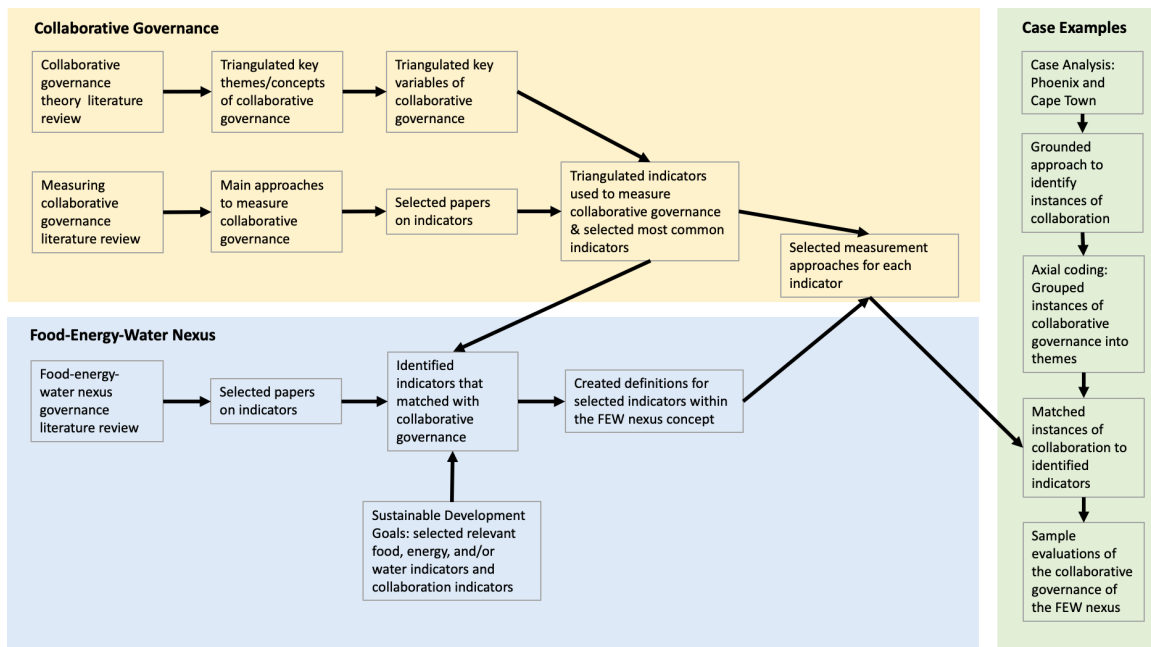 Collaborative Governance
Collaborative
governance
theory literature
review
Triangulated key
themes/concepts
of collaborative
governance
Triangulated key
variables of
collaborative
governance
Measuring
collaborative
governance
literature review
Main approaches
to measure
collaborative
governance
Selected papers
on indicators
Triangulated indicators
used to measure
collaborative governance
& selected most common
indicators
Selected measurement
approaches for each
indicator
Food-Energy-Water Nexus
Food-energy-
water nexus
governance
literature review
Selected papers
on indicators
Identified
indicators that
matched with
collaborative
governance
Created definitions for
selected indicators within
the FEW nexus concept
Sustainable Development
Goals: selected relevant
food, energy, and/or
water indicators and
collaboration indicators
Case Examples
Case Analysis:
Phoenix and
Cape Town
Grounded
approach to
identify
instances of
collaboration
Axial coding:
Grouped
instances of
collaborative
governance into
themes
Matched
instances of
collaboration to
identified
indicators
Sample
evaluations of
the collaborative
governance of
the FEW nexus